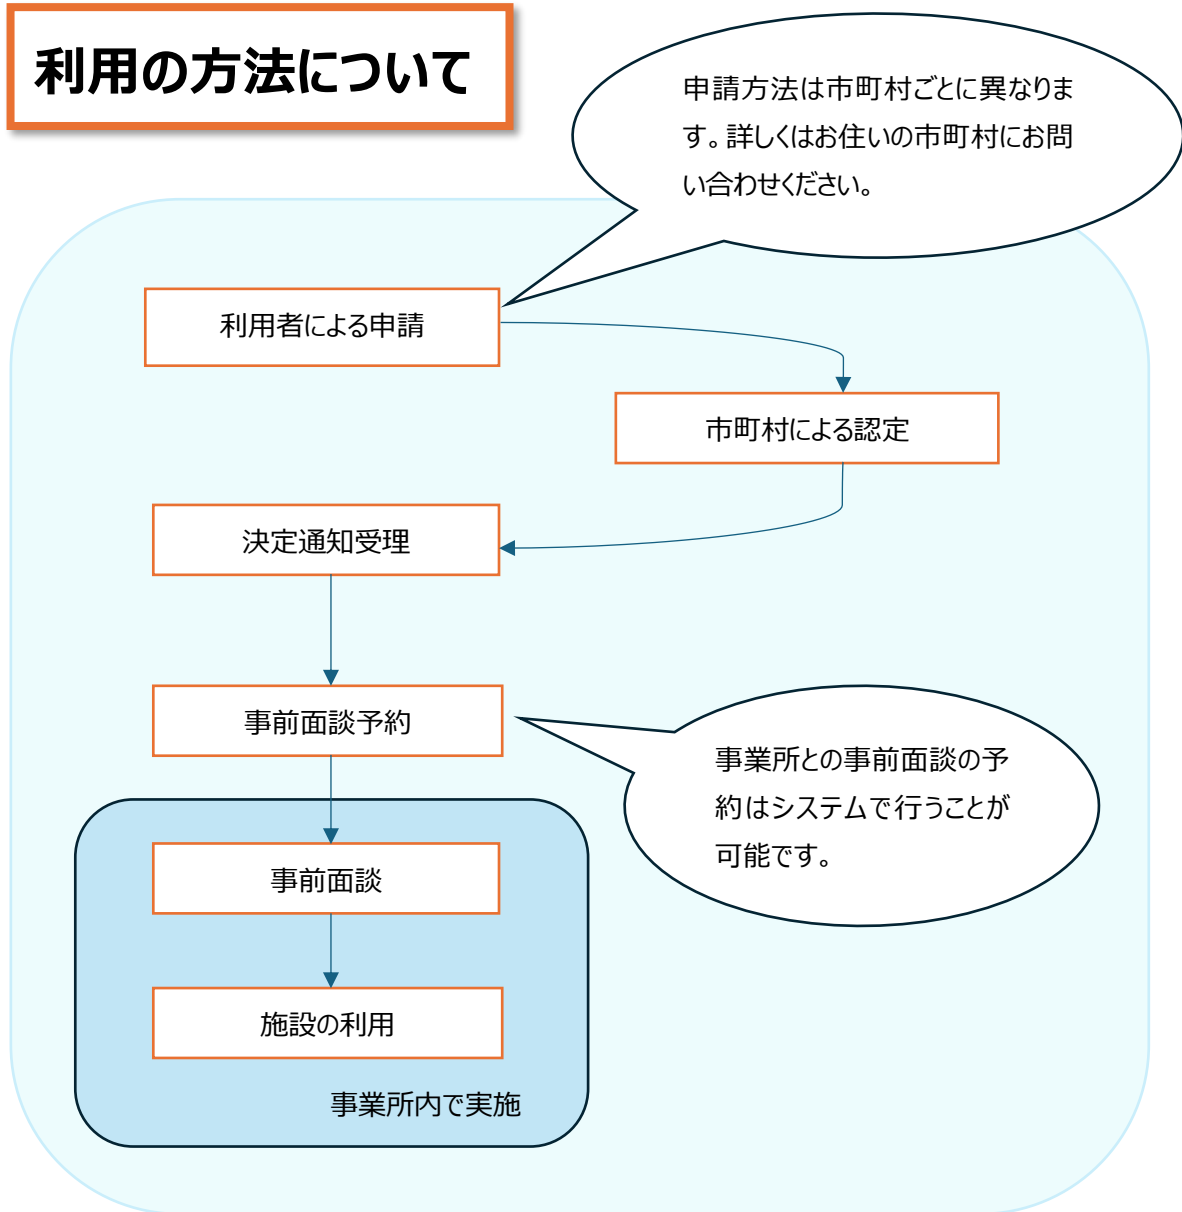 利用の方法について
申請方法は市町村ごとに異なりま
す。詳しくはお住いの市町村にお問
い合わせください。
利用者による申請
市町村による認定
決定通知受理
事前面談予約
事業所との事前面談の予
約はシステムで行うことが
可能です。
事前面談
施設の利用
事業所内で実施